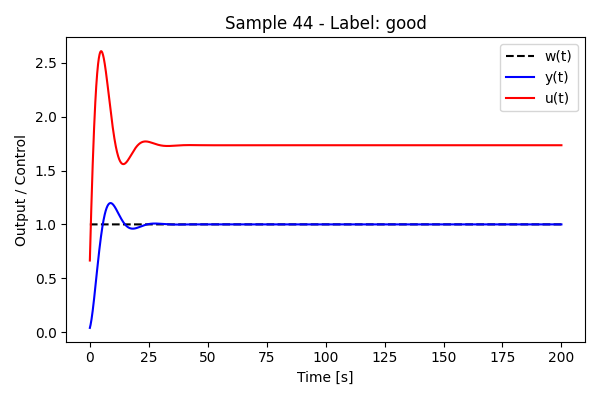 Sample 44 - Label: good
w(t)
y(t)
u(t)
Output / Control
2.5
2.0
1.5
1.0
0.5
0.0
0 25 50 75 100 125 150 175 200
Time [s]